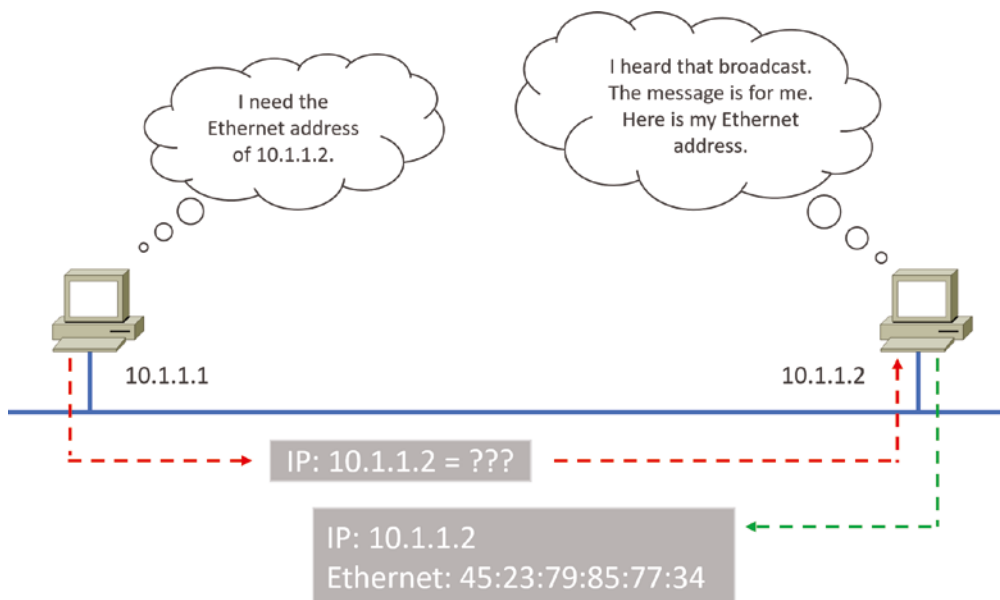 I need the
Ethernet address
of 10.1.1.2.
I heard that broadcast.
The message is for me.
Here is my Ethernet
address.
10.1.1.1
10.1.1.2
IP: 10.1.1.2 = ???
IP: 10.1.1.2
Ethernet: 45:23:79:85:77:34